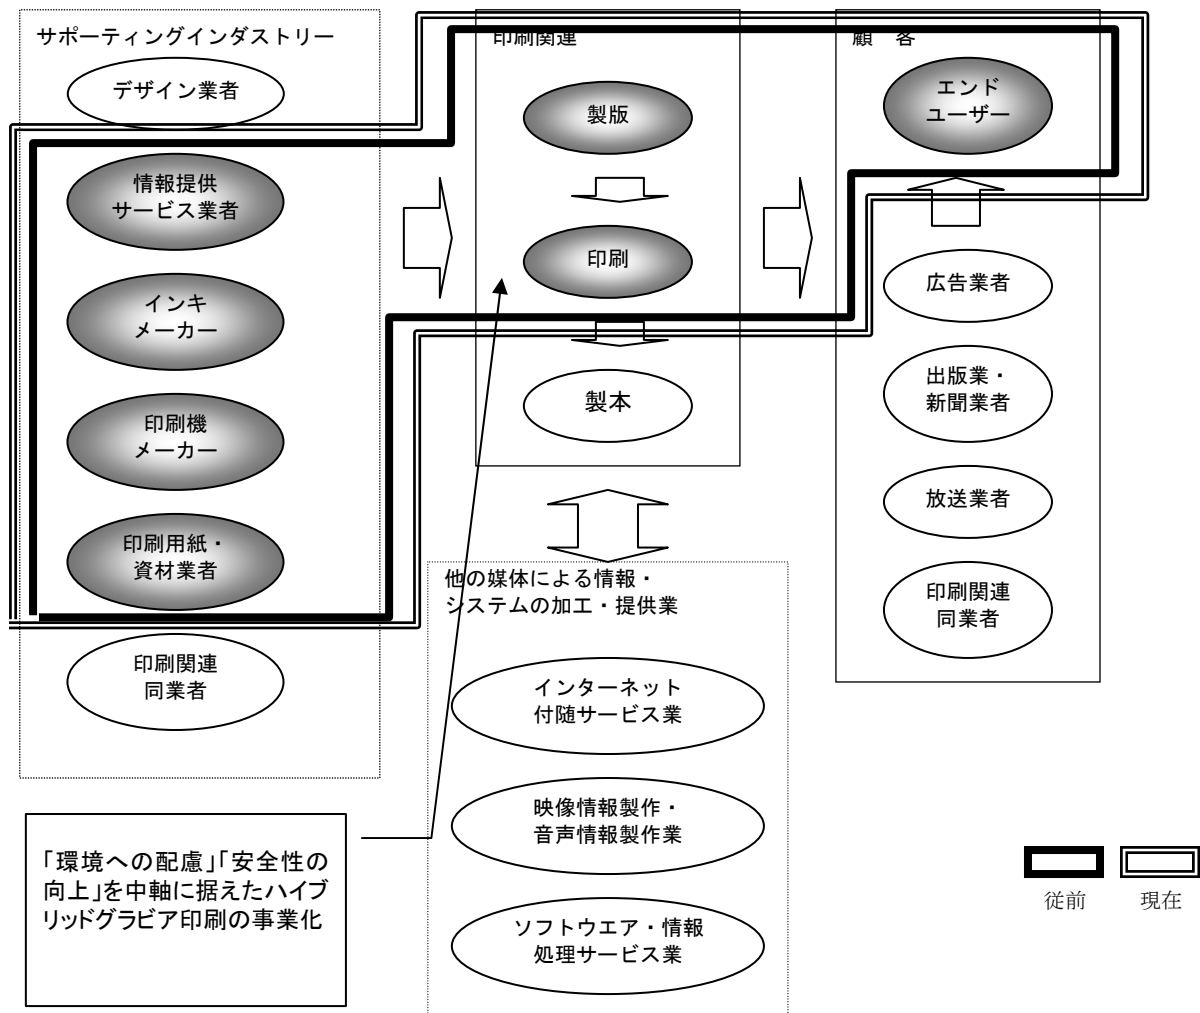 サポーティングインダストリー
デザイン業者
情報提供
サービス業者
インキ
メーカー
印刷機
メーカー
印刷用紙・
資材業者
印刷関連
同業者
印刷関連
製版
印刷
製本
顧　客
エンド
ユーザー
広告業者
出版業・
新聞業者
放送業者
印刷関連
同業者
他の媒体による情報・
システムの加工・提供業
インターネット
付随サービス業
映像情報製作・
音声情報製作業
ソフトウエア・情報
処理サービス業
「環境への配慮」「安全性の
向上」を中軸に据えたハイブ
リッドグラビア印刷の事業化
従前
現在